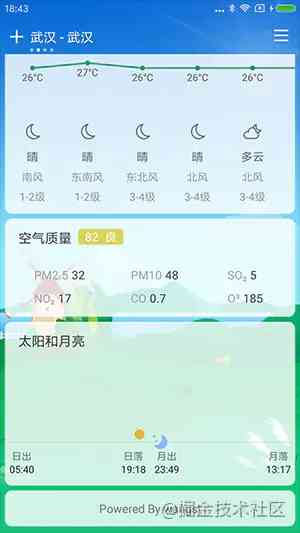 18:43
武汉 - 武汉
26°C 27°C 26°C 26°C 26°C
晴 晴 晴 晴 多云
南风 东南风 东北风 北风 北风
1-2级 1-2级 3-4级 3-4级 3-4级
空气质量 82 良
PM2.5 32 PM10 48 SO₂ 5
NO₂ 17 CO 0.7 O³ 185
太阳和月亮
日出 日落 月出 月落
05:40 19:18 23:49 13:17
Powered By
@掘金技术社区